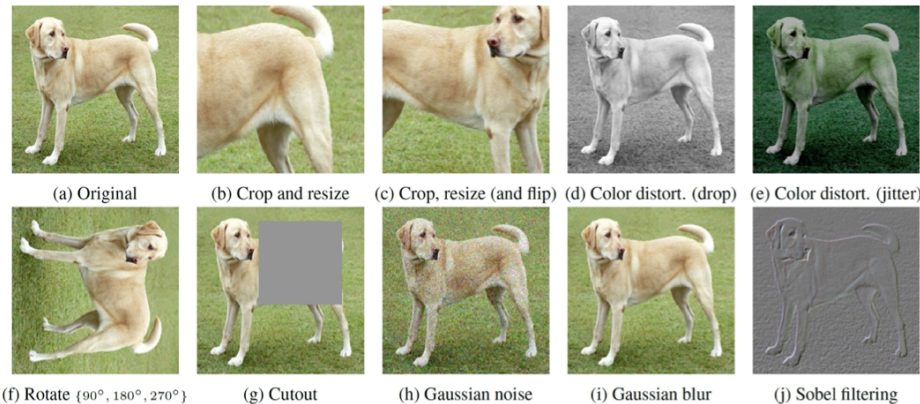 (a) Original
(b) Crop and resize
(c) Crop, resize (and flip)
(d) Color distort. (drop)
(e) Color distort. (jitter)
(f) Rotate {90°, 180°, 270°}
(g) Cutout
(h) Gaussian noise
(i) Gaussian blur
(j) Sobel filtering